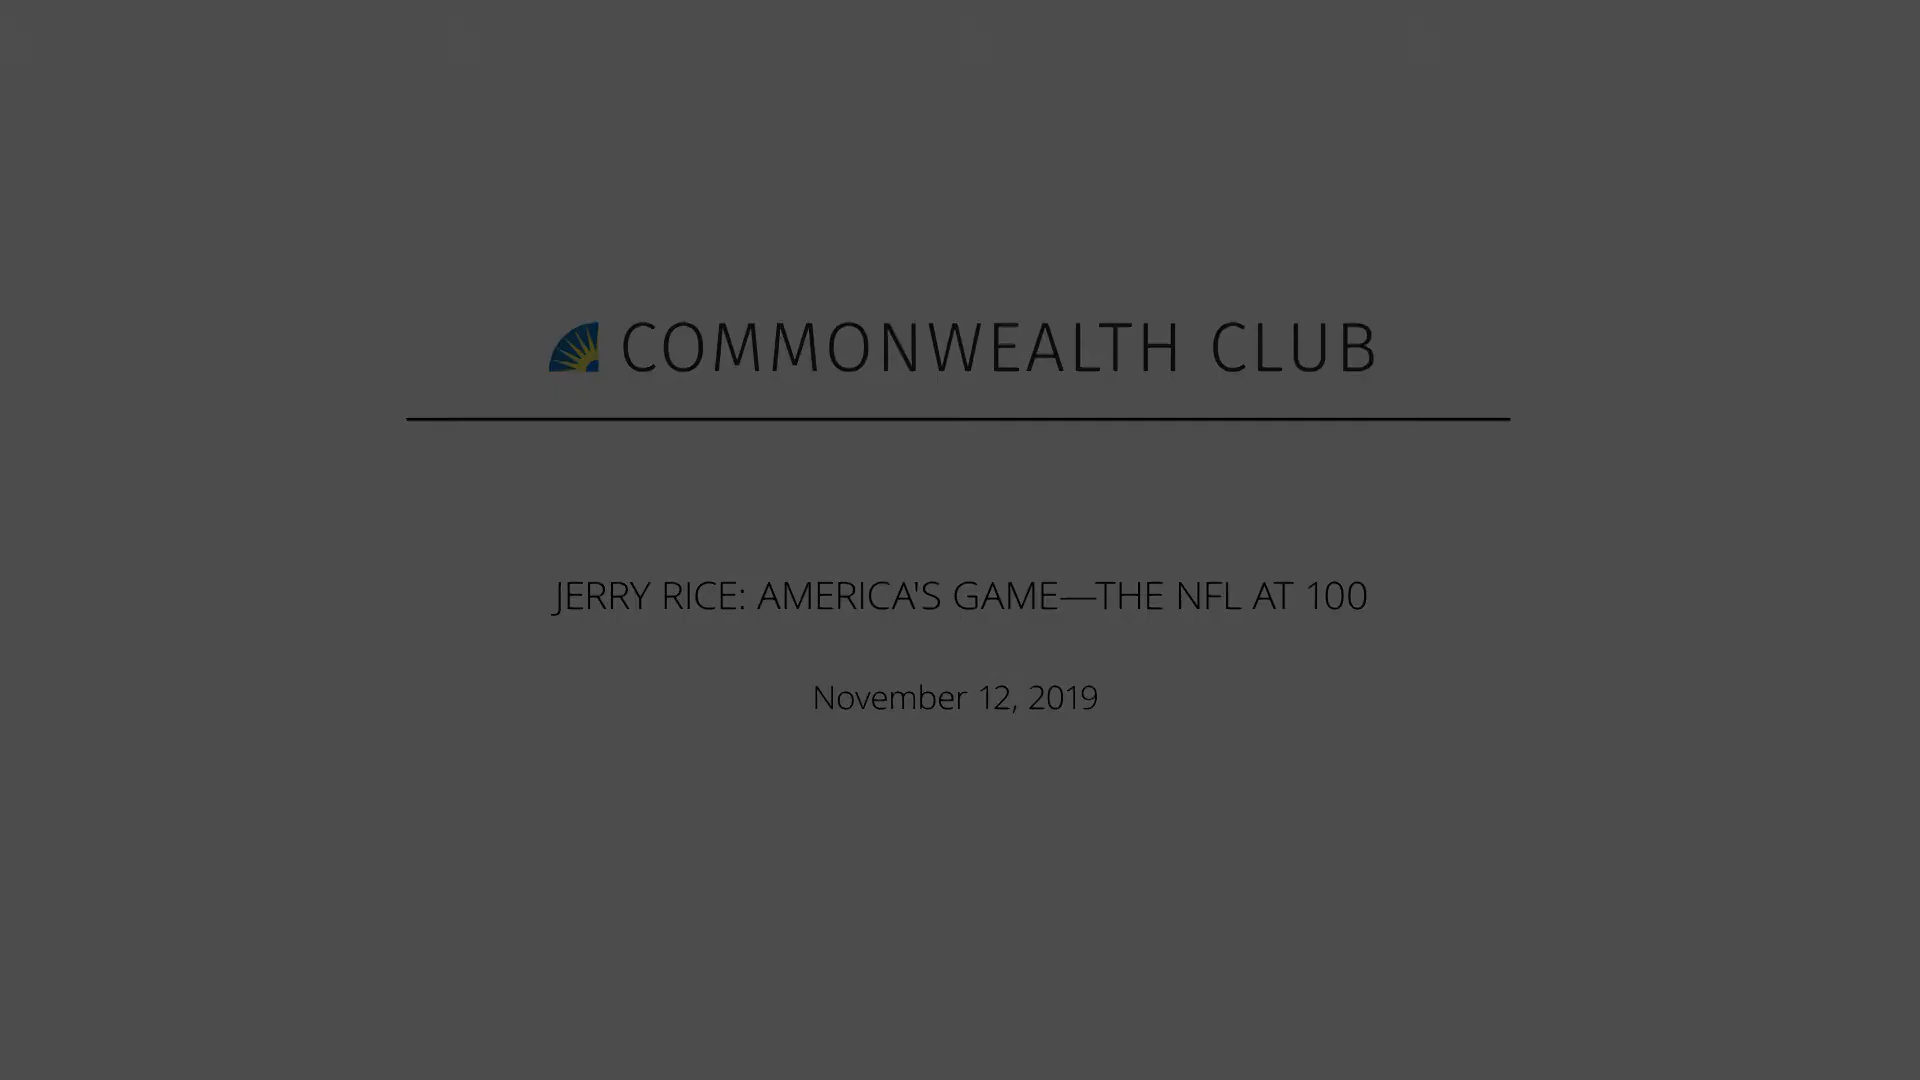 COMMONWEALTH CLUB
JERRY RICE: AMERICA'S GAME—THE NFL AT 100
November 12, 2019